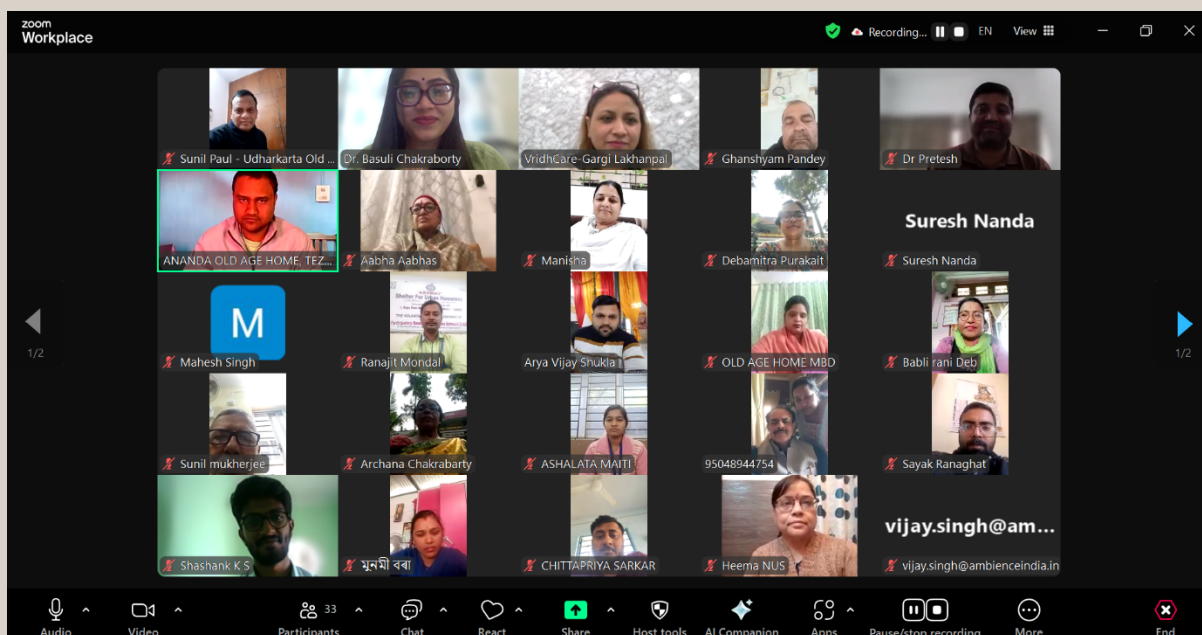 zoom
Workplace
Recording...
EN
View
Sunil Paul - Udharkarta Old ...
Dr. Basuli Chakraborty
VridhCare-Gargi Lakhanpal
Ghanshyam Pandey
Dr Pretesh
ANANDA OLD AGE HOME, TEZ...
Aabha Aabhas
Manisha
Debamitra Purakait
Suresh Nanda
Suresh Nanda
M
Mahesh Singh
Shelter For Urban Homeless
Ranajit Mondal
Arya Vijay Shukla
OLD AGE HOME MBD
Babli rani Deb
1/2
1/2
Sunil mukherjee
Archana Chakrabarty
ASHALATA MAITI
95048944754
Sayak Ranaghat
Shashank K S
মুনমী বৰা
CHITTAPRIYA SARKAR
Heema NUS
vijay.singh@am...
vijay.singh@ambienceindia.in
Audio
Video
33
Participants
Chat
React
Share
Host tools
AI Companion
Apps
Pause/stop recording
More
End